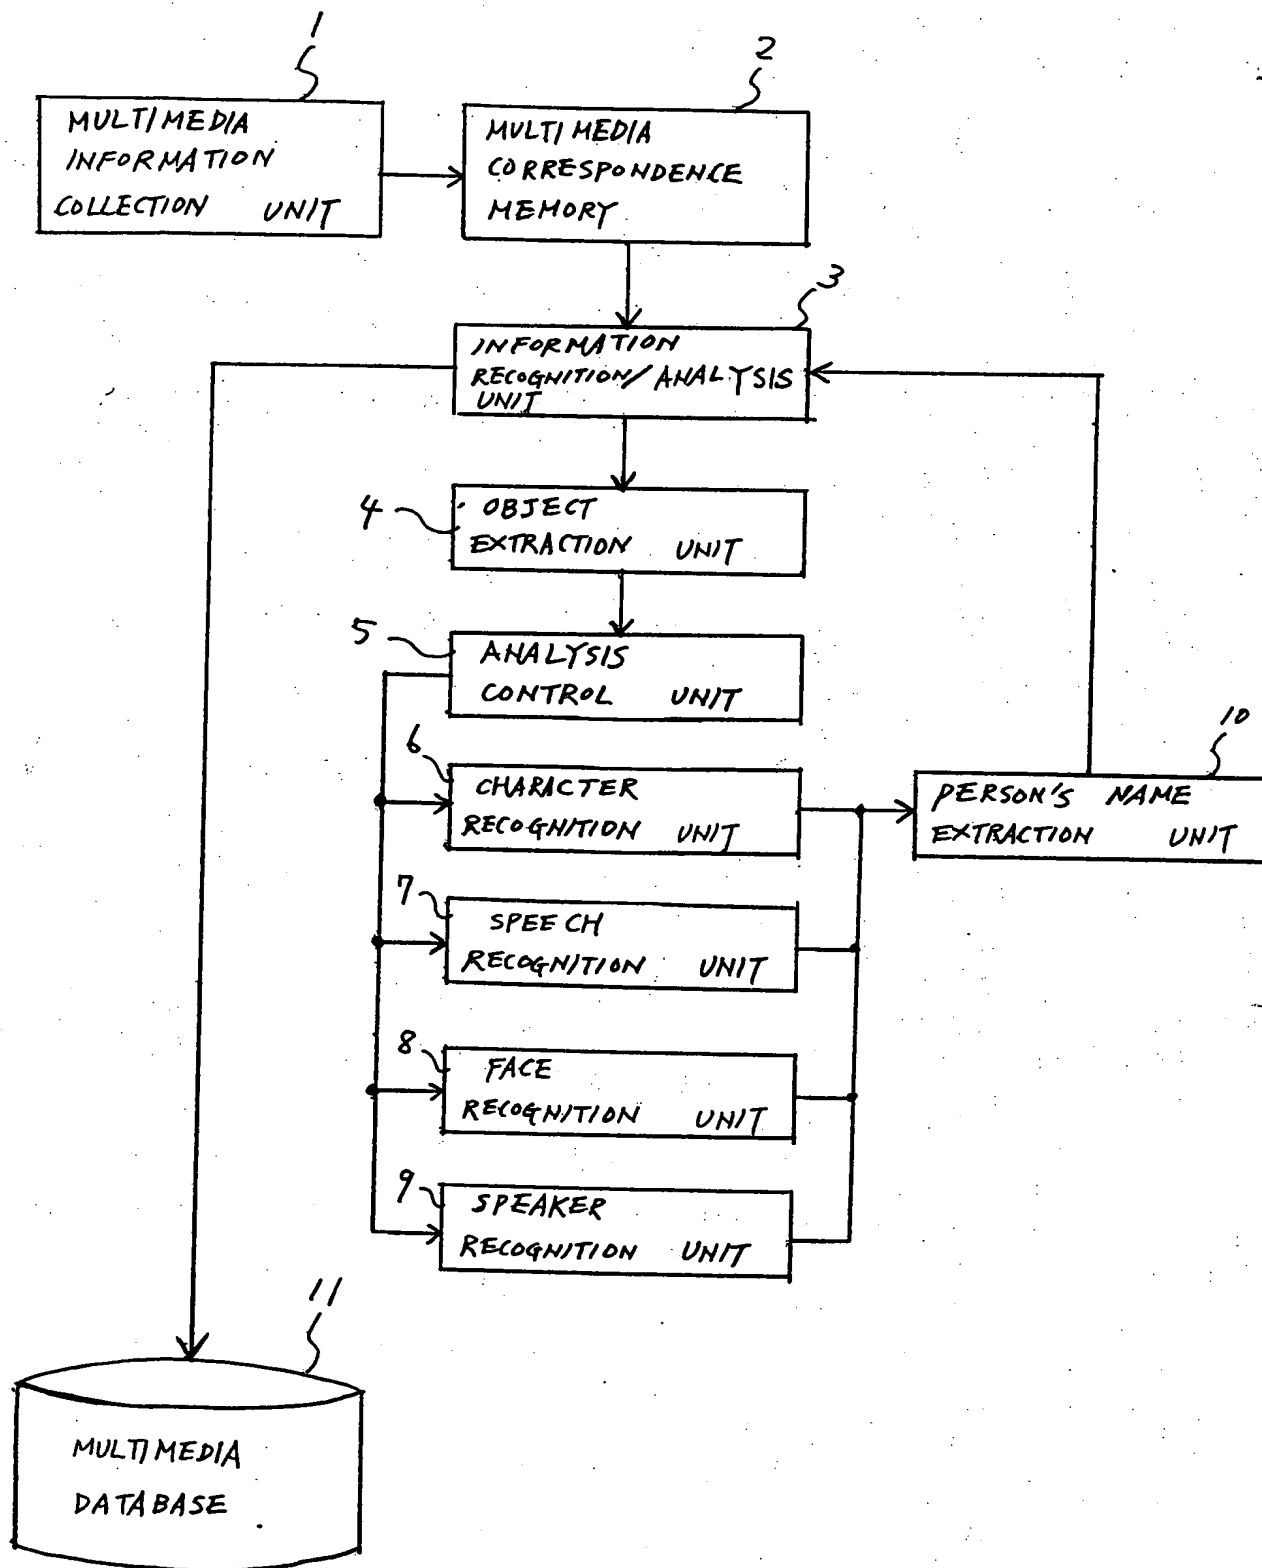 1
MULTIMEDIA
INFORMATION
COLLECTION UNIT
2
MULTIMEDIA
CORRESPONDENCE
MEMORY
3
INFORMATION
RECOGNITION/ANALYSIS
UNIT
4
OBJECT
EXTRACTION UNIT
5
ANALYSIS
CONTROL UNIT
6
CHARACTER
RECOGNITION UNIT
10
PERSON'S NAME
EXTRACTION UNIT
7
SPEECH
RECOGNITION UNIT
8
FACE
RECOGNITION UNIT
9
SPEAKER
RECOGNITION UNIT
11
MULTIMEDIA
DATABASE